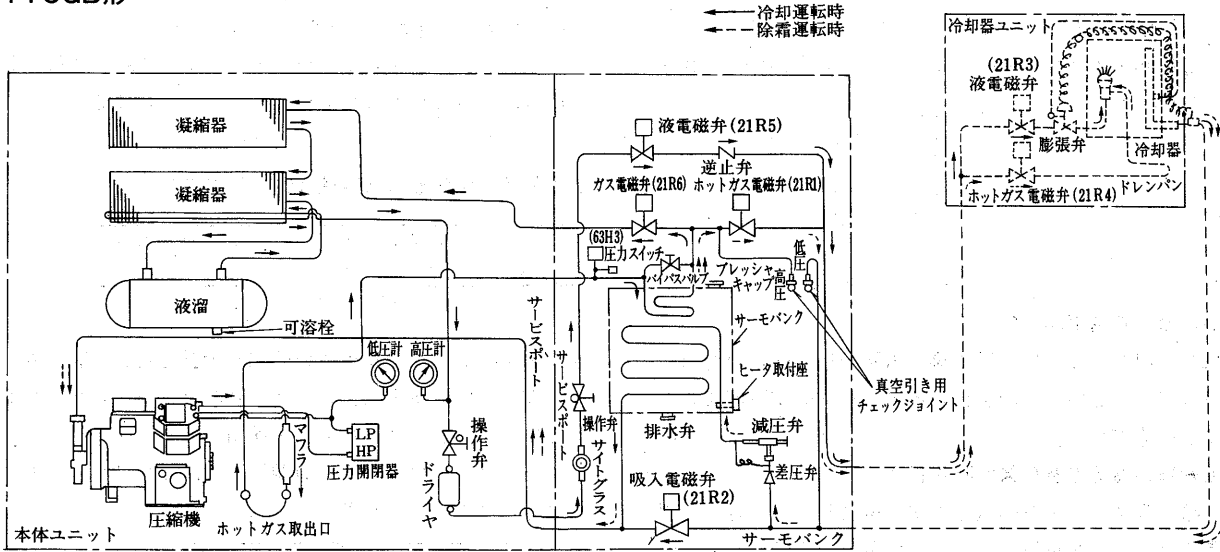 冷却運転時
除霜運転時
冷却器ユニット
(21R3)
液電磁弁
膨張弁
冷却器
ホットガス電磁弁(21R4)
ドレンパン
凝縮器
凝縮器
液溜
可溶栓
液電磁弁(21R5)
逆止弁
ガス電磁弁(21R6)
ホットガス電磁弁(21R1)
(63H3)
圧力スイッチ
バイパスバルブ
プレッシャ
キャップ
高圧
低圧
サーモバンク
ヒータ取付座
真空引き用
チェックジョイント
サービスポート
サービスポート
操作弁
サイトグラス
排水弁
減圧弁
差圧弁
吸入電磁弁
(21R2)
低圧計
高圧計
LP
HP
圧力開閉器
操作弁
ドライヤ
マフラ
圧縮機
ホットガス取出口
本体ユニット
サーモバンク